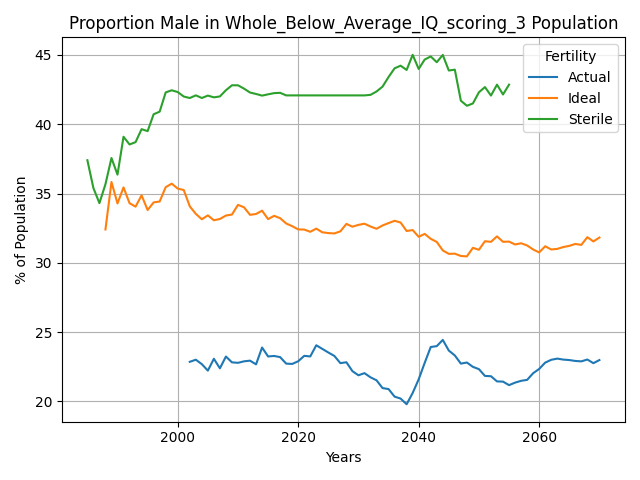 Proportion Male in Whole_Below_Average_IQ_scoring_3 Population
Fertility
Actual
Ideal
Sterile
% of Population
45
40
35
30
25
20
2000
2020
2040
2060
Years